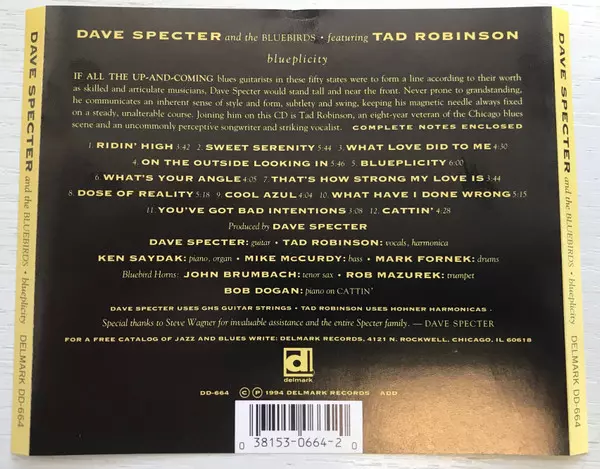 DAVE SPECTER and the BLUEBIRDS • featuring TAD ROBINSON
blueplicity
IF ALL THE UP-AND-COMING blues guitarists in these fifty states were to form a line according to their worth
as skilled and articulate musicians, Dave Specter would stand tall and near the front. Never prone to grandstanding,
he communicates an inherent sense of style and form, subtlety and swing, keeping his magnetic needle always fixed
on a steady, unalterable course. Joining him on this CD is Tad Robinson, an eight-year veteran of the Chicago blues
scene and an uncommonly perceptive songwriter and striking vocalist. COMPLETE NOTES ENCLOSED
1. RIDIN' HIGH 3:42 2. SWEET SERENITY 5:44 3. WHAT LOVE DID TO ME 4:30
4. ON THE OUTSIDE LOOKING IN 5:46 5. BLUEPLICITY 6:00
6. WHAT'S YOUR ANGLE 4:05 7. THAT'S HOW STRONG MY LOVE IS 3:44
8. DOSE OF REALITY 5:18 9. COOL AZUL 4:04 10. WHAT HAVE I DONE WRONG 5:15
11. YOU'VE GOT BAD INTENTIONS 3:08 12. CATTIN' 4:28
Produced by DAVE SPECTER
DAVE SPECTER: guitar • TAD ROBINSON: vocals, harmonica
KEN SAYDAK: piano, organ • MIKE McCURDY: bass • MARK FORNEK: drums
Bluebird Horns: JOHN BRUMBACH: tenor sax • ROB MAZUREK: trumpet
BOB DOGAN: piano on CATTIN'
DAVE SPECTER USES GHS GUITAR STRINGS • TAD ROBINSON USES HOHNER HARMONICAS •
Special thanks to Steve Wagner for invaluable assistance and the entire Specter family. — DAVE SPECTER
FOR A FREE CATALOG OF JAZZ AND BLUES WRITE: DELMARK RECORDS, 4121 N. ROCKWELL, CHICAGO, IL 60618
d
delmark
DD-664 © ℗ 1994 DELMARK RECORDS ADD
0 38153-0664-2 0
DAVE SPECTER and the BLUEBIRDS • blueplicity DELMARK DD-664
DAVE SPECTER and the BLUEBIRDS • blueplicity DELMARK DD-664